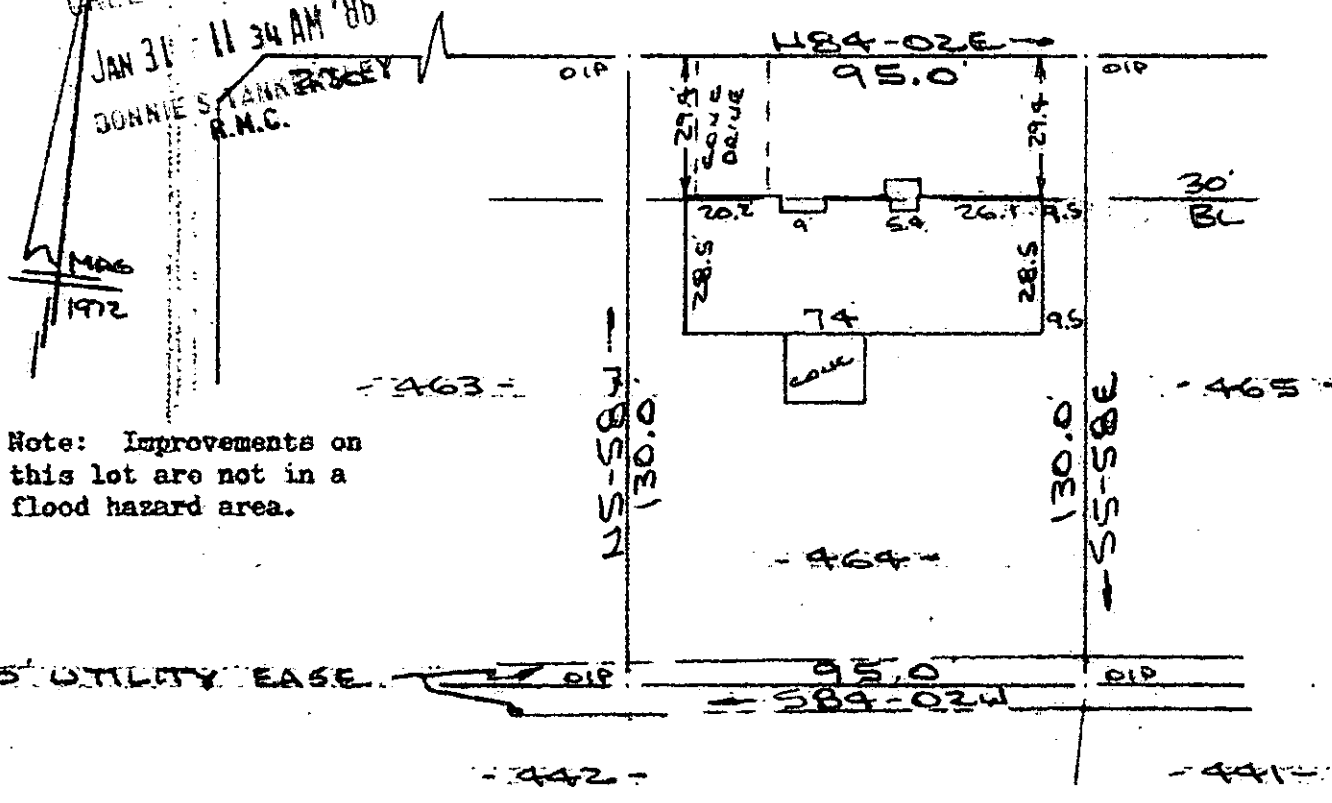 JAN 31 11 34 AM '86
DONNIE S. TANKERSLEY
R.M.C.
MAG
1972
N84-02E
95.0'
OIP
OIP
29.4
CONC
DRIVE
29.4
30'
BL
20.2
9
5.4
26.4
9.5
28.5
28.5
74
9.5
CONC
- 463 -
- 465 -
N5-58W
130.0
130.0
S5-58E
Note: Improvements on
this lot are not in a
flood hazard area.
- 464 -
5' UTILITY EASE
OIP
95.0
OIP
S84-02W
- 442 -
- 441 -